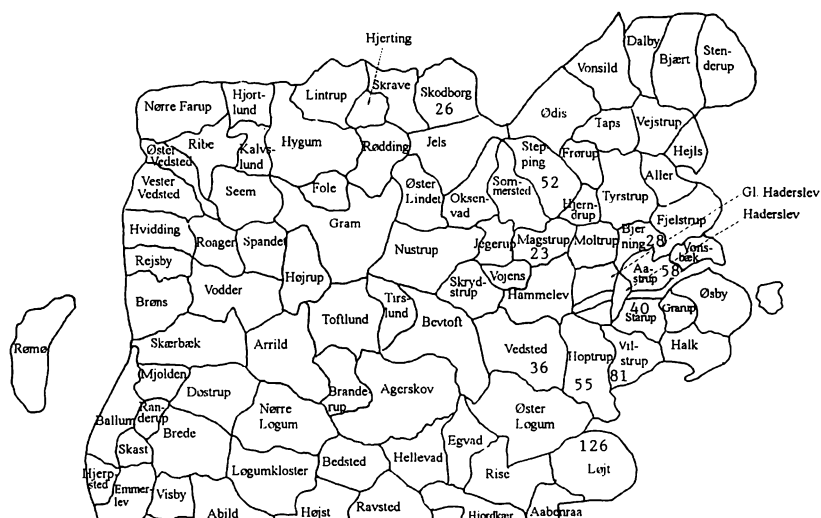 Hjerting
Dalby
Bjært
Sten-
derup
Vonsild
Lintrup
Skrave
Skodborg
26
Nørre Farup
Hjort-
lund
Ødis
Taps
Vejstrup
Ribe
Kalvs-
lund
Hygum
Rødding
Jels
Step
ping
52
Frørup
Hejls
Øster
Vedsted
Vester
Vedsted
Seem
Fole
Øster
Lindet
Oksen-
vad
Som-
mersted
Hjern-
drup
Tyrstrup
Aller
Gl. Haderslev
Haderslev
Hvidding
Roager
Spandet
Gram
Nustrup
Jegerup
Magstrup
23
Moltrup
Bjer
ning
28
Fjelstrup
Vons-
bæk
Rejsby
Højrup
Skryd-
strup
Vojens
Hammelev
Aa-
strup
58
Øsby
Brøns
Vodder
Toftlund
Tirs-
lund
Bevtoft
40
Starup
Grarup
Rømø
Skærbæk
Arrild
Vedsted
36
Hoptrup
55
Vil-
strup
81
Halk
Mjolden
Døstrup
Brande
rup
Agerskov
Ballum
Ran-
derup
Brede
Nørre
Løgum
Øster
Løgum
Skast
Løgumkloster
Bedsted
Hellevad
Egvad
Rise
126
Løjt
Hjerp-
sted
Emmer-
lev
Visby
Abild
Højst
Ravsted
Hjordkær
Aabenraa